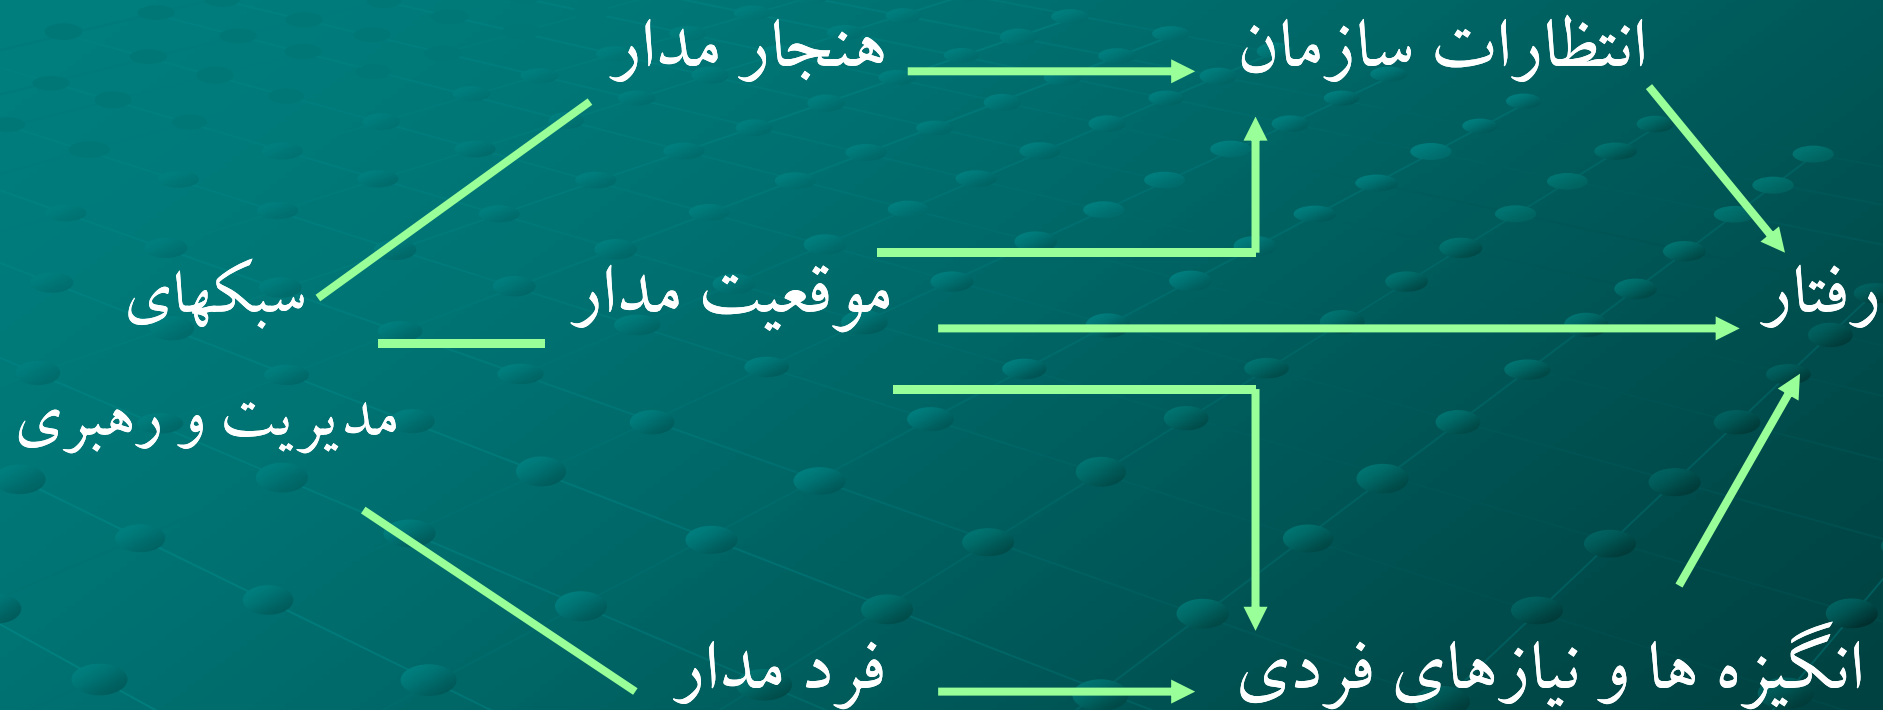 هنجار مدار
انتظارات سازمان
سبکهای
موقعیت مدار
رفتار
مدیریت و رهبری
فرد مدار
انگیزه ها و نیازهای فردی